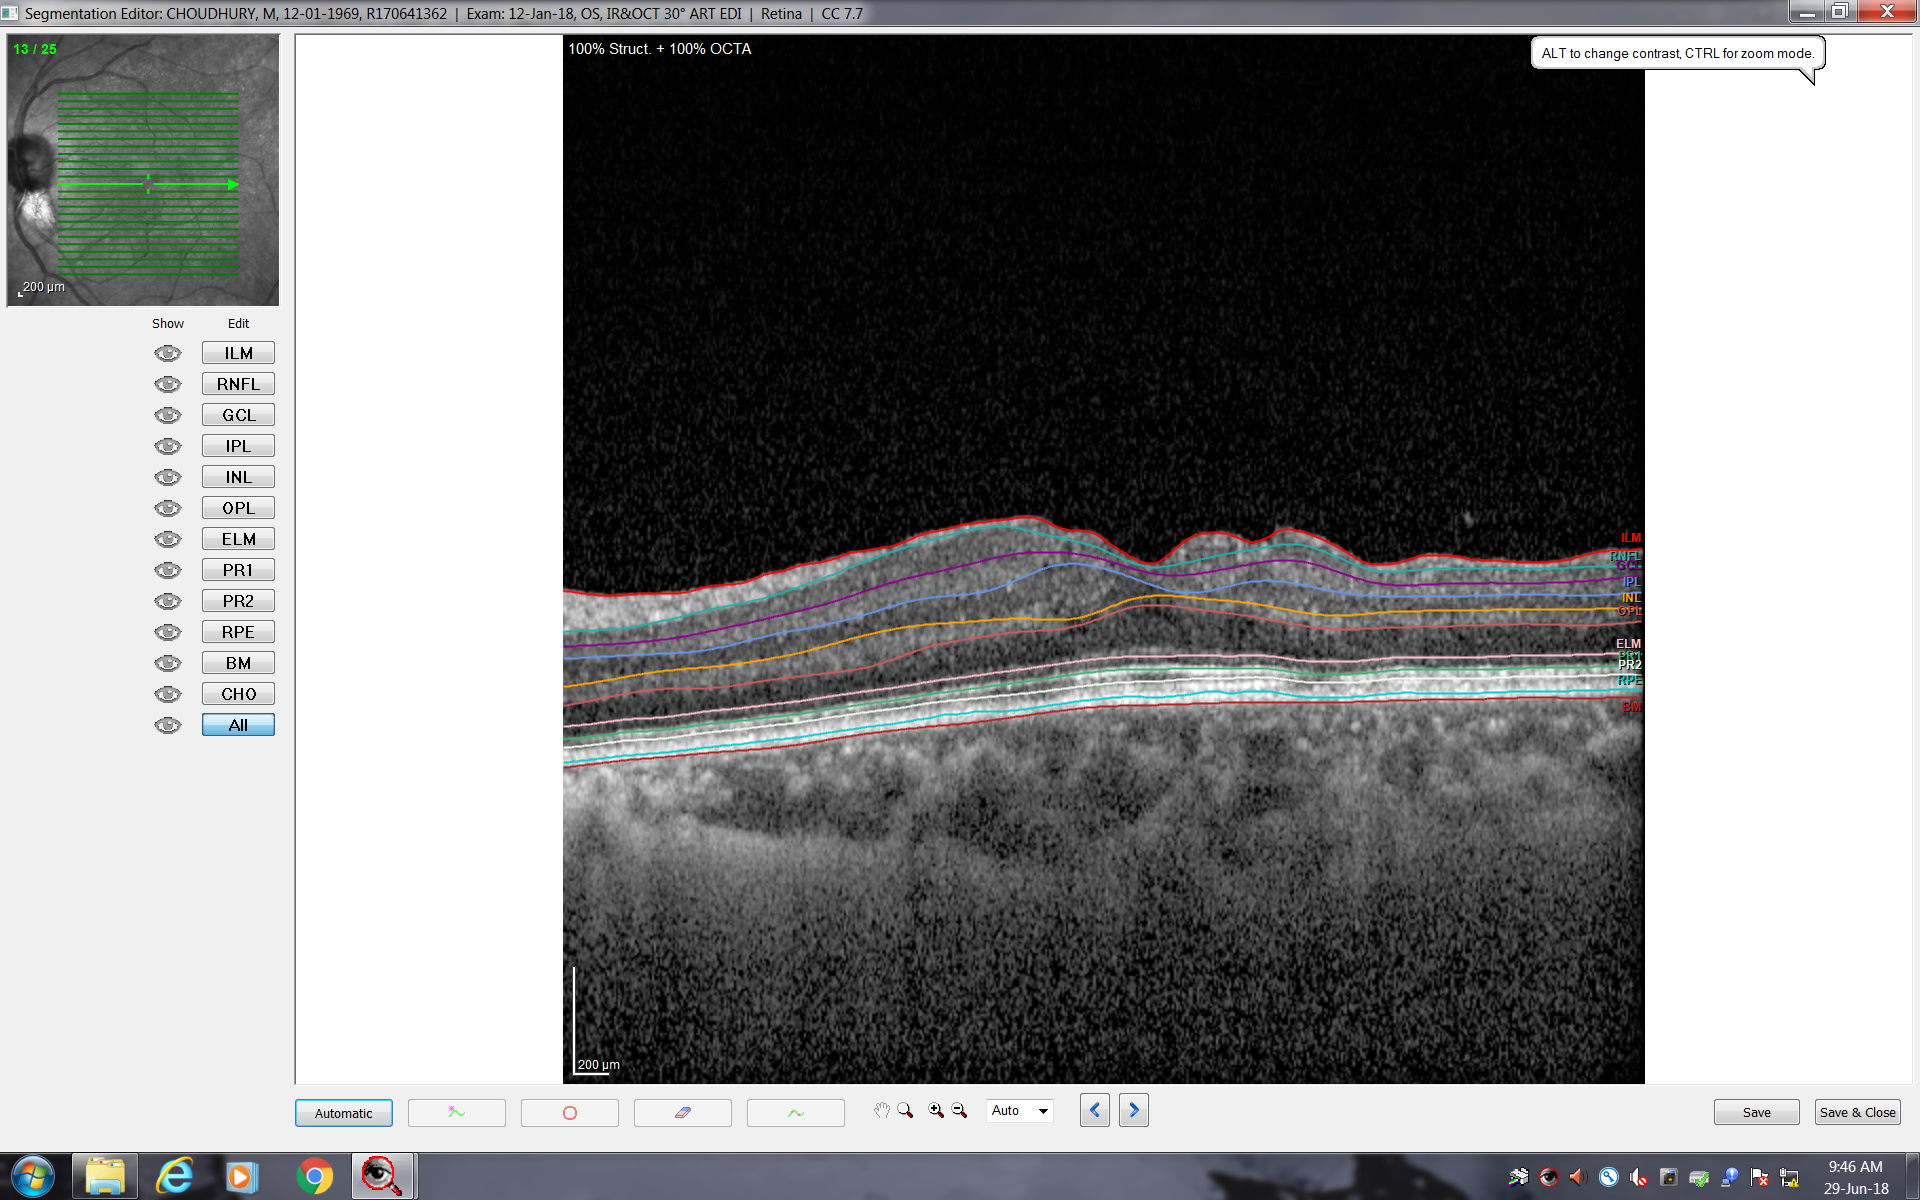 Segmentation Editor: CHOUDHURY, M, 12-01-1969, R170641362 | Exam: 12-Jan-18, OS, IR&OCT 30° ART EDI | Retina | CC 7.7
13 / 25
200 µm
100% Struct. + 100% OCTA
ALT to change contrast, CTRL for zoom mode.
Show Edit
ILM
RNFL
GCL
IPL
INL
OPL
ELM
PR1
PR2
RPE
BM
CHO
All
ILM
RNFL
GCL
IPL
INL
OPL
ELM
PR1
PR2
RPE
BM
200 µm
Automatic
Auto
Save
Save & Close
9:46 AM
29-Jun-18